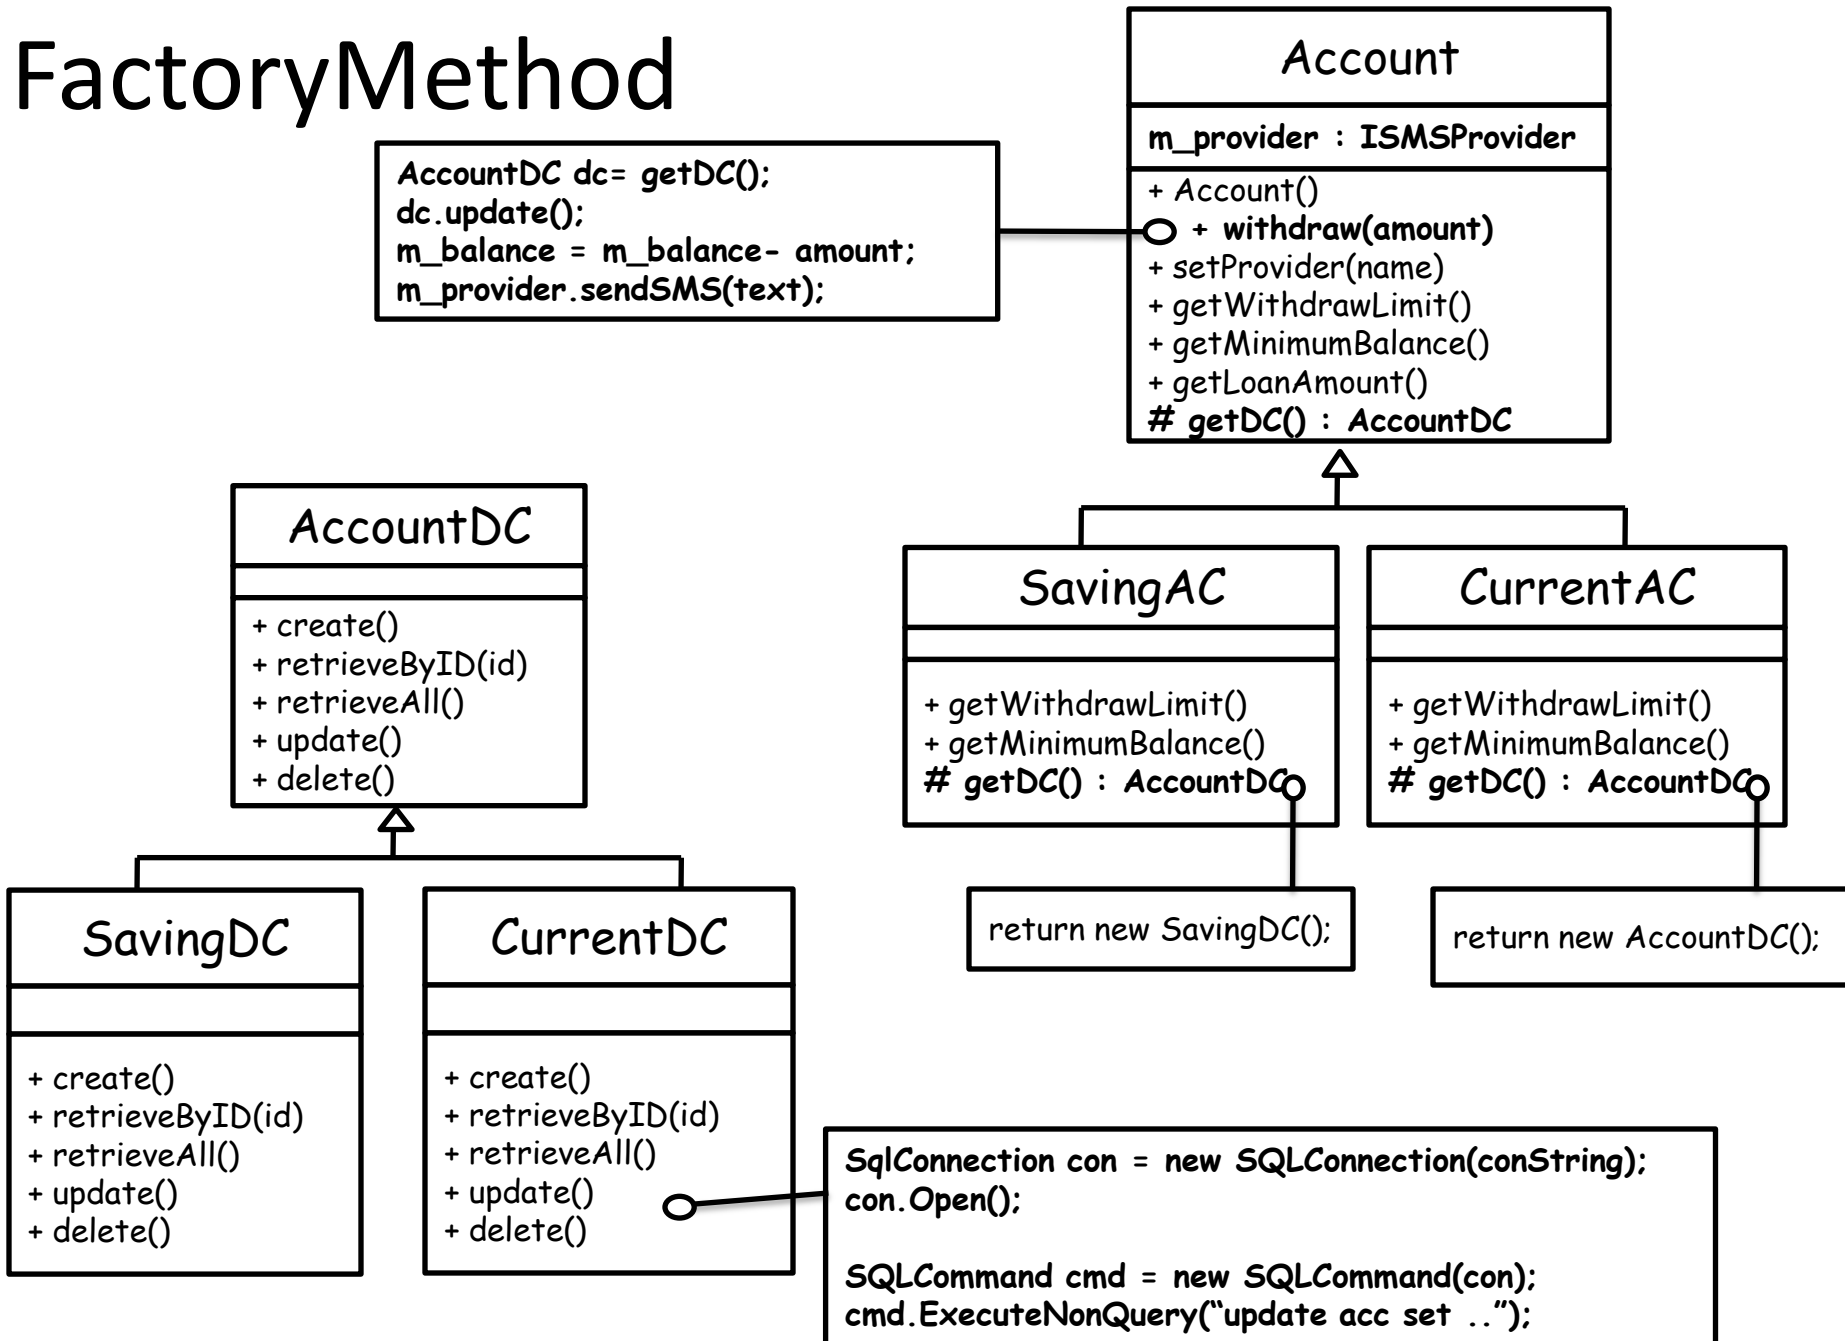 FactoryMethod
AccountDC dc= getDC();
dc.update();
m_balance = m_balance- amount;
m_provider.sendSMS(text);
Account
m_provider : ISMSProvider
+ Account()
+ withdraw(amount)
+ setProvider(name)
+ getWithdrawLimit()
+ getMinimumBalance()
+ getLoanAmount()
# getDC() : AccountDC
AccountDC
+ create()
+ retrieveByID(id)
+ retrieveAll()
+ update()
+ delete()
SavingAC
+ getWithdrawLimit()
+ getMinimumBalance()
# getDC() : AccountDC
CurrentAC
+ getWithdrawLimit()
+ getMinimumBalance()
# getDC() : AccountDC
return new SavingDC();
return new AccountDC();
SavingDC
+ create()
+ retrieveByID(id)
+ retrieveAll()
+ update()
+ delete()
CurrentDC
+ create()
+ retrieveByID(id)
+ retrieveAll()
+ update()
+ delete()
SqlConnection con = new SQLConnection(conString);
con.Open();
SQLCommand cmd = new SQLCommand(con);
cmd.ExecuteNonQuery(“update acc set ..”);